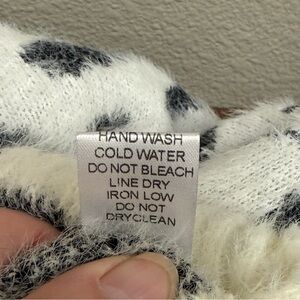 HAND WASH
COLD WATER
DO NOT BLEACH
LINE DRY
IRON LOW
DO NOT
DRYCLEAN